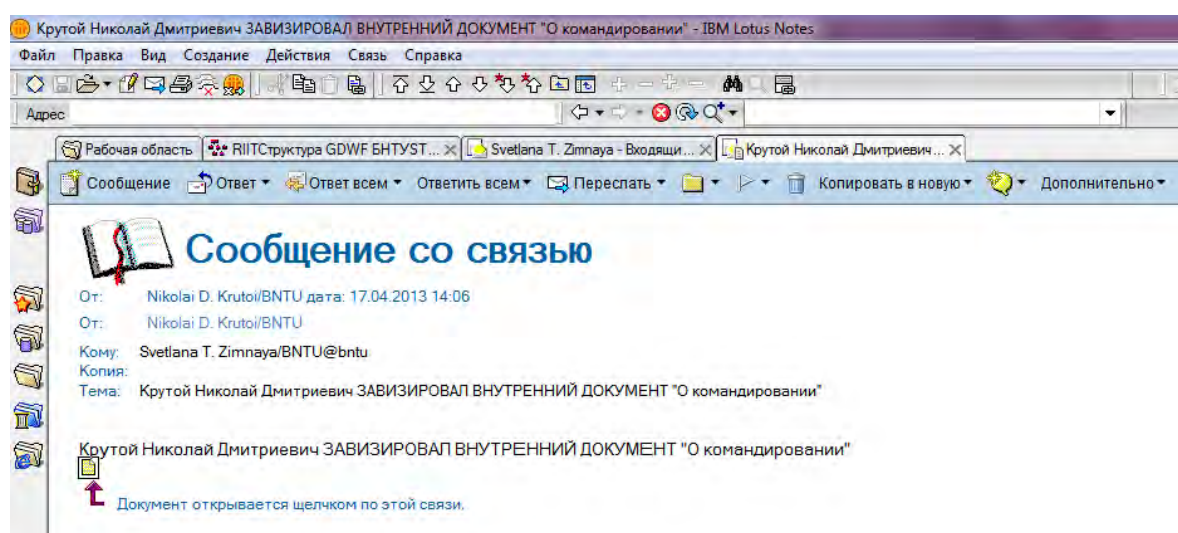 Крутой Николай Дмитриевич ЗАВИЗИРОВАЛ ВНУТРЕННИЙ ДОКУМЕНТ "О командировании" - IBM Lotus Notes
Файл Правка Вид Создание Действия Связь Справка
Адрес
Рабочая область RIITСтруктура GDWF БНТУST... Svetlana T. Zimnaya - Входящи... Крутой Николай Дмитриевич...
Сообщение Ответ Ответ всем Ответить всем Переслать Копировать в новую Дополнительно
Сообщение со связью
От: Nikolai D. Krutoi/BNTU дата: 17.04.2013 14:06
От: Nikolai D. Krutoi/BNTU
Кому: Svetlana T. Zimnaya/BNTU@bntu
Копия:
Тема: Крутой Николай Дмитриевич ЗАВИЗИРОВАЛ ВНУТРЕННИЙ ДОКУМЕНТ "О командировании"
Крутой Николай Дмитриевич ЗАВИЗИРОВАЛ ВНУТРЕННИЙ ДОКУМЕНТ "О командировании"
Документ открывается щелчком по этой связи.